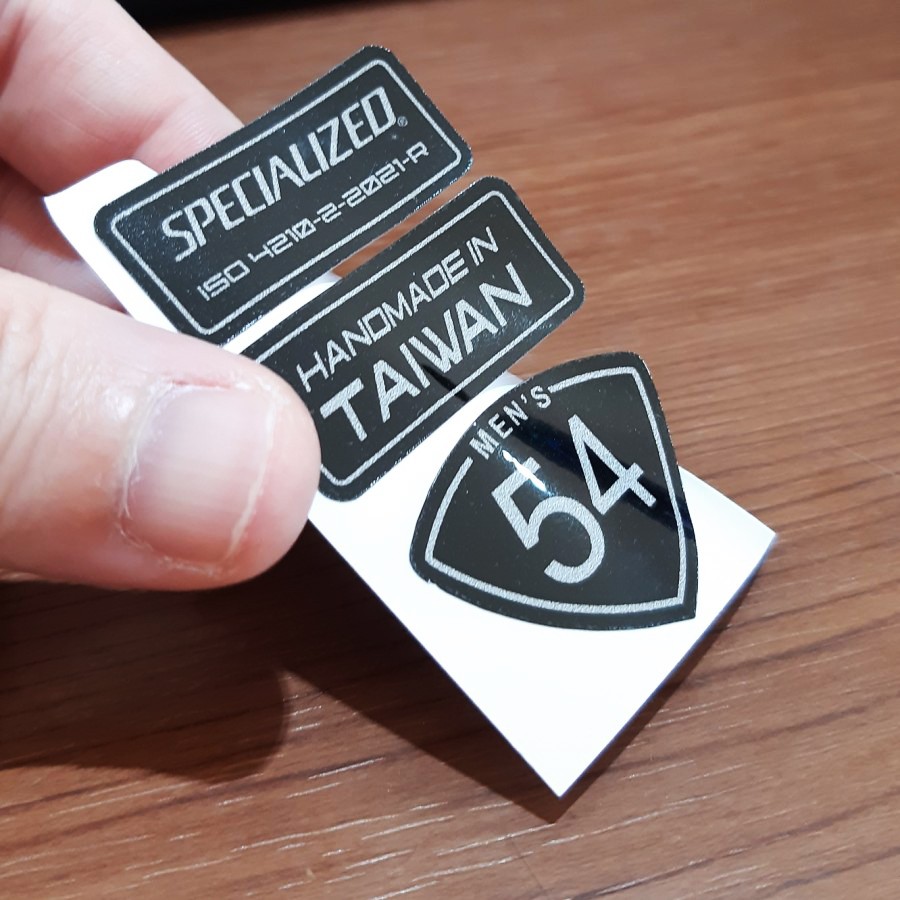 SPECIALIZED®
ISO 4210-2-2021-R
HANDMADE IN
TAIWAN
MEN'S
54